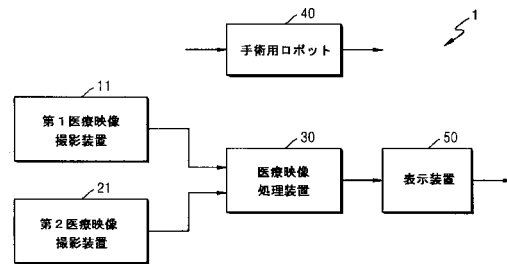 40
1
手術用ロボット
11
第1医療映像
撮影装置
30
医療映像
処理装置
50
表示装置
21
第2医療映像
撮影装置